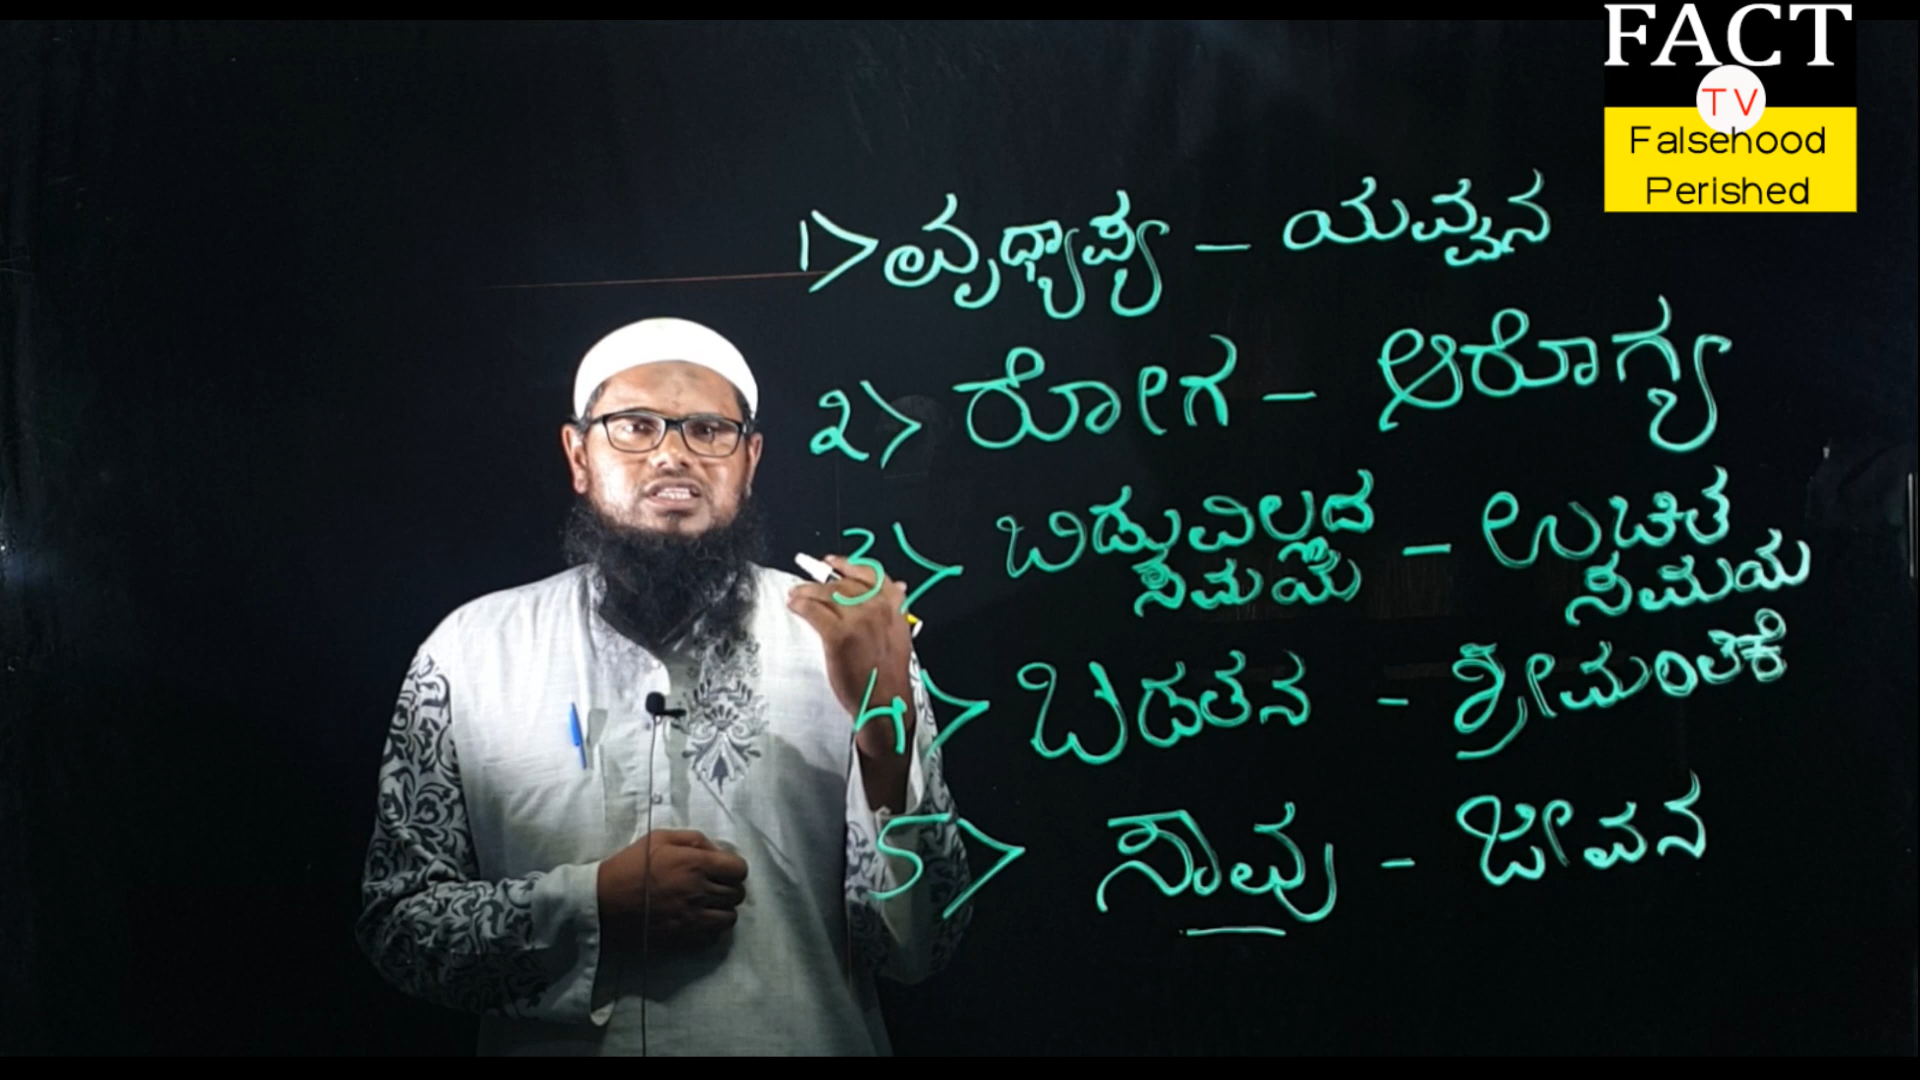 FACT
TV
Falsehood
Perished
1> ವೃಧ್ಯಾಪ್ಯ – ಯವ್ವನ
2> ರೋಗ – ಆರೊಗ್ಯ
3> ಬಿಡುವಿಲ್ಲದ ಸಮಯ – ಉಚಿತ ಸಮಯ
4> ಬಡತನ - ಶ್ರೀಮಂತಿಕೆ
5> ಸಾವು - ಜೀವನ